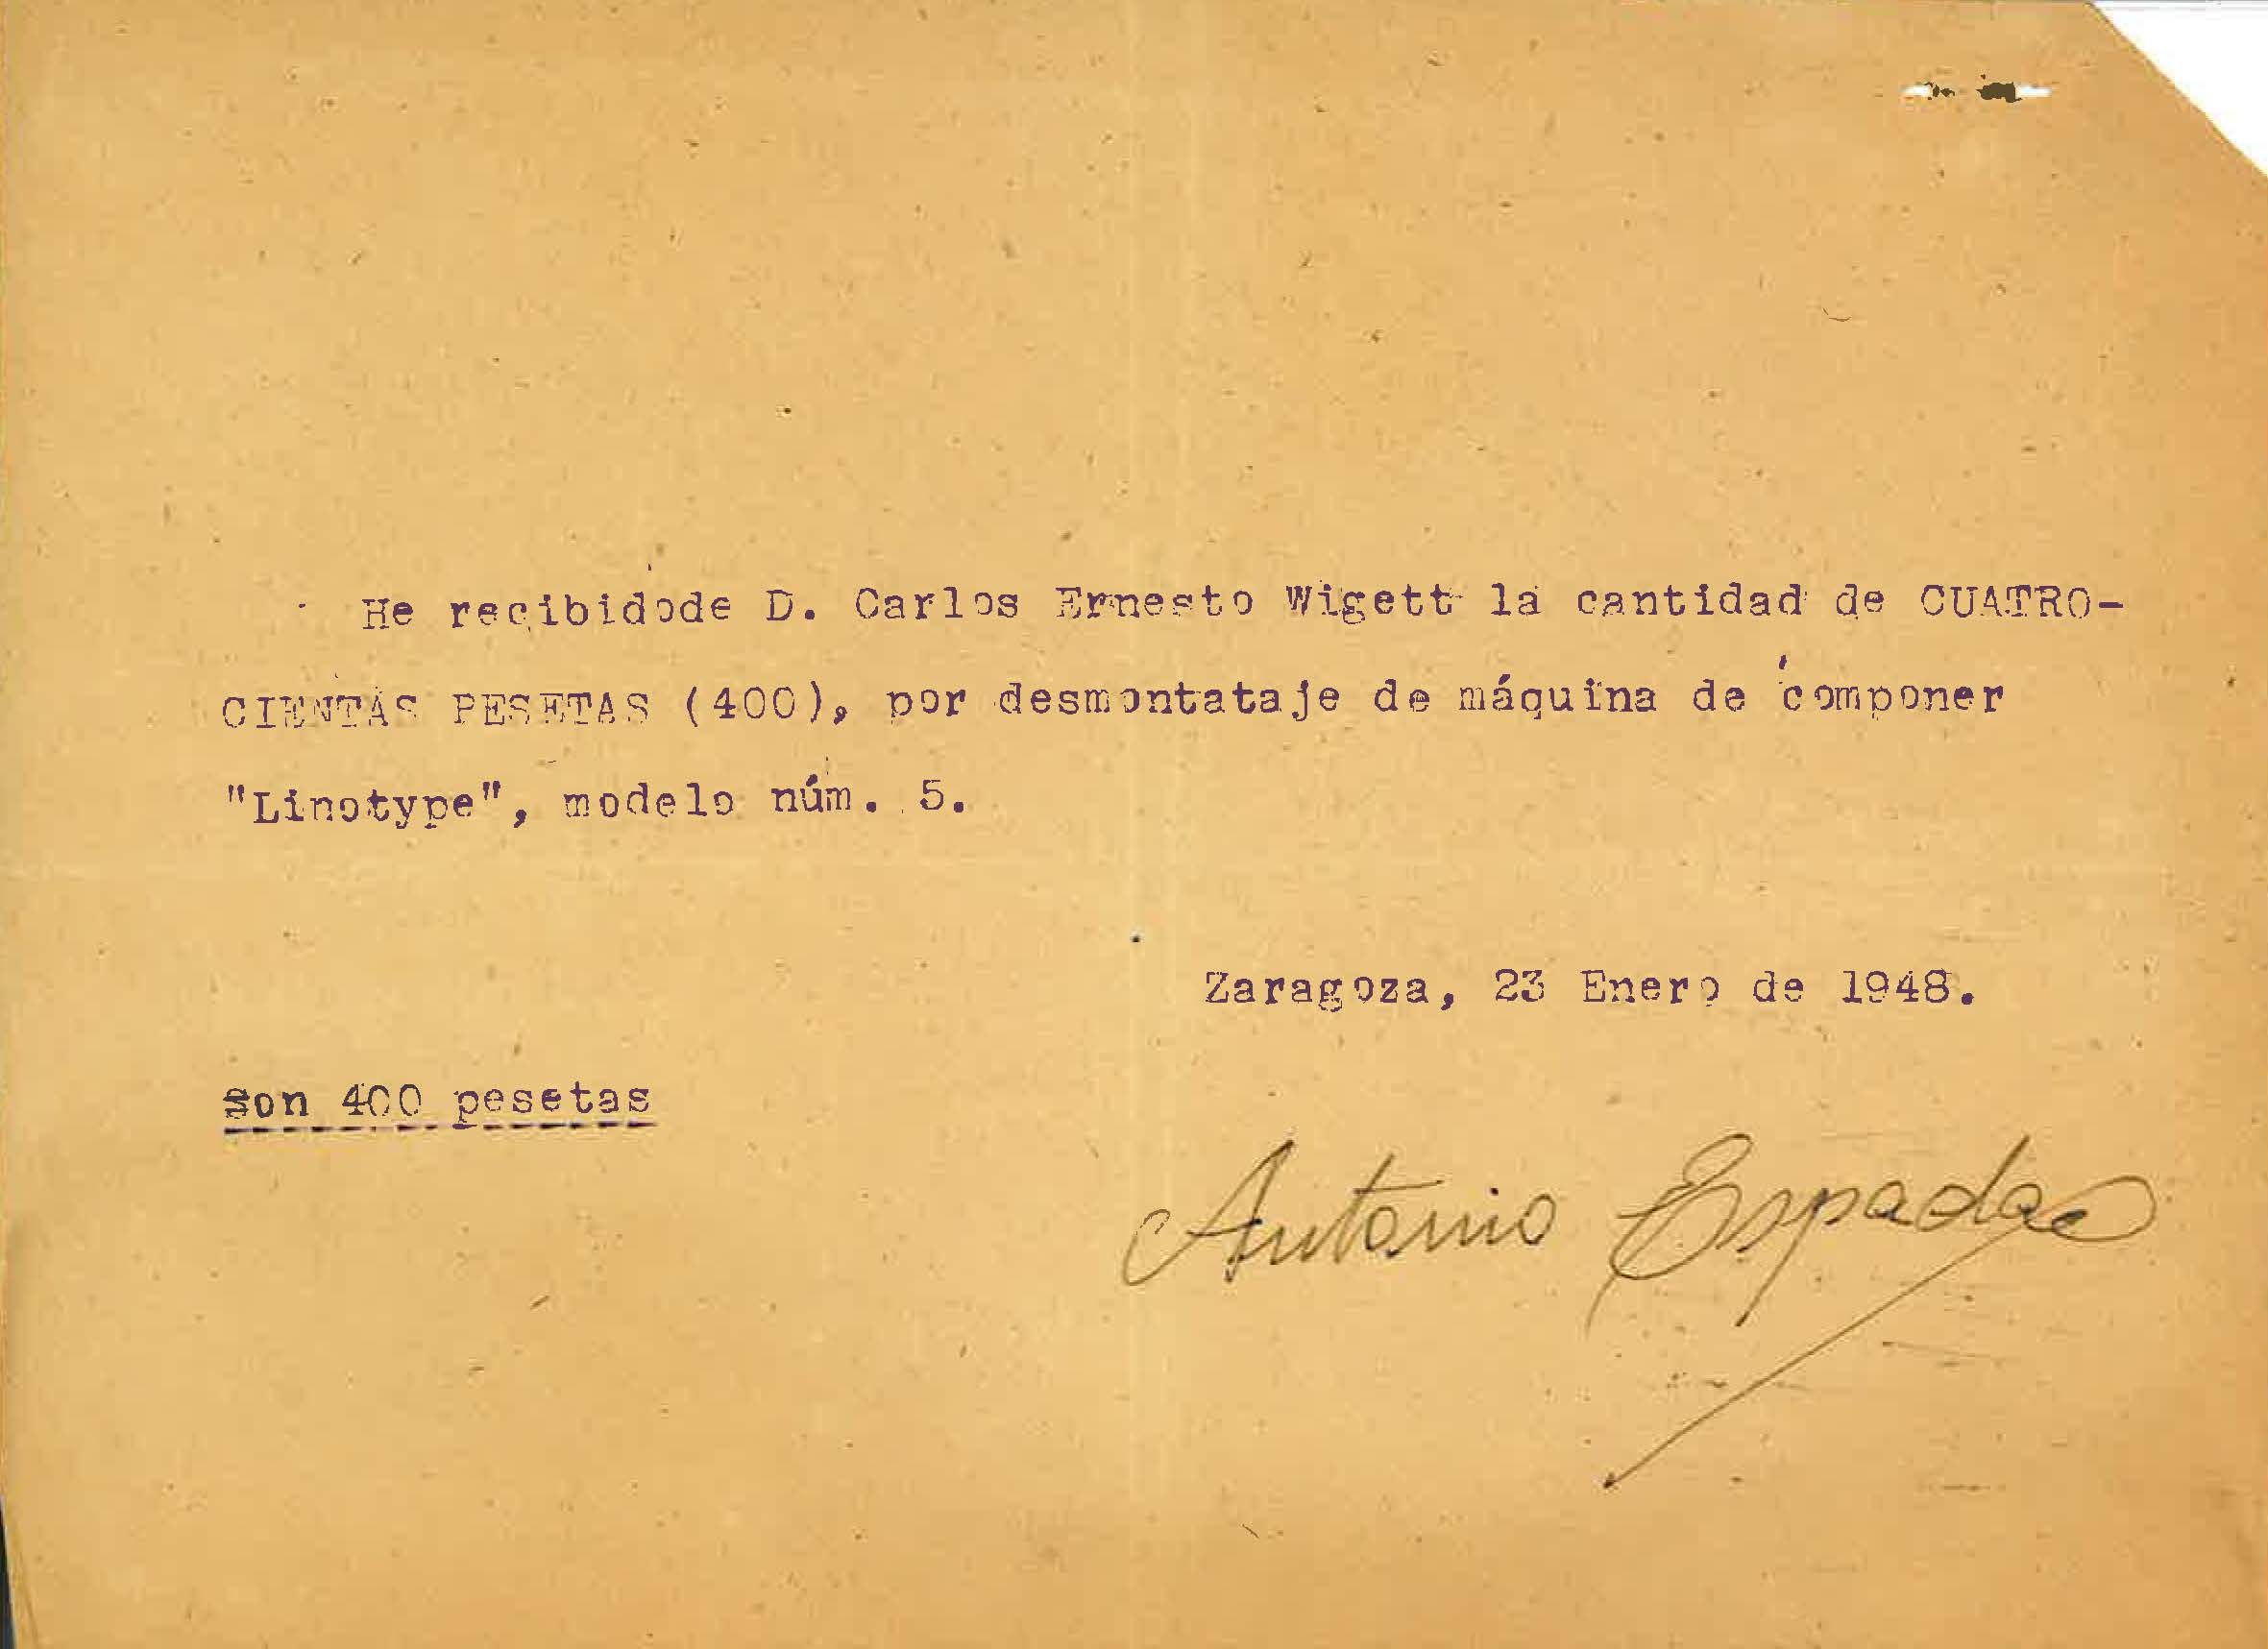 He recibidode D. Carlos Ernesto Wigett la cantidad de CUATRO-
CIENTAS PESETAS (400), por desmontataje de máquina de componer
"Linotype", modelo núm. 5.
Zaragoza, 23 Enero de 1948.
Son 400 pesetas
Antonio Espada